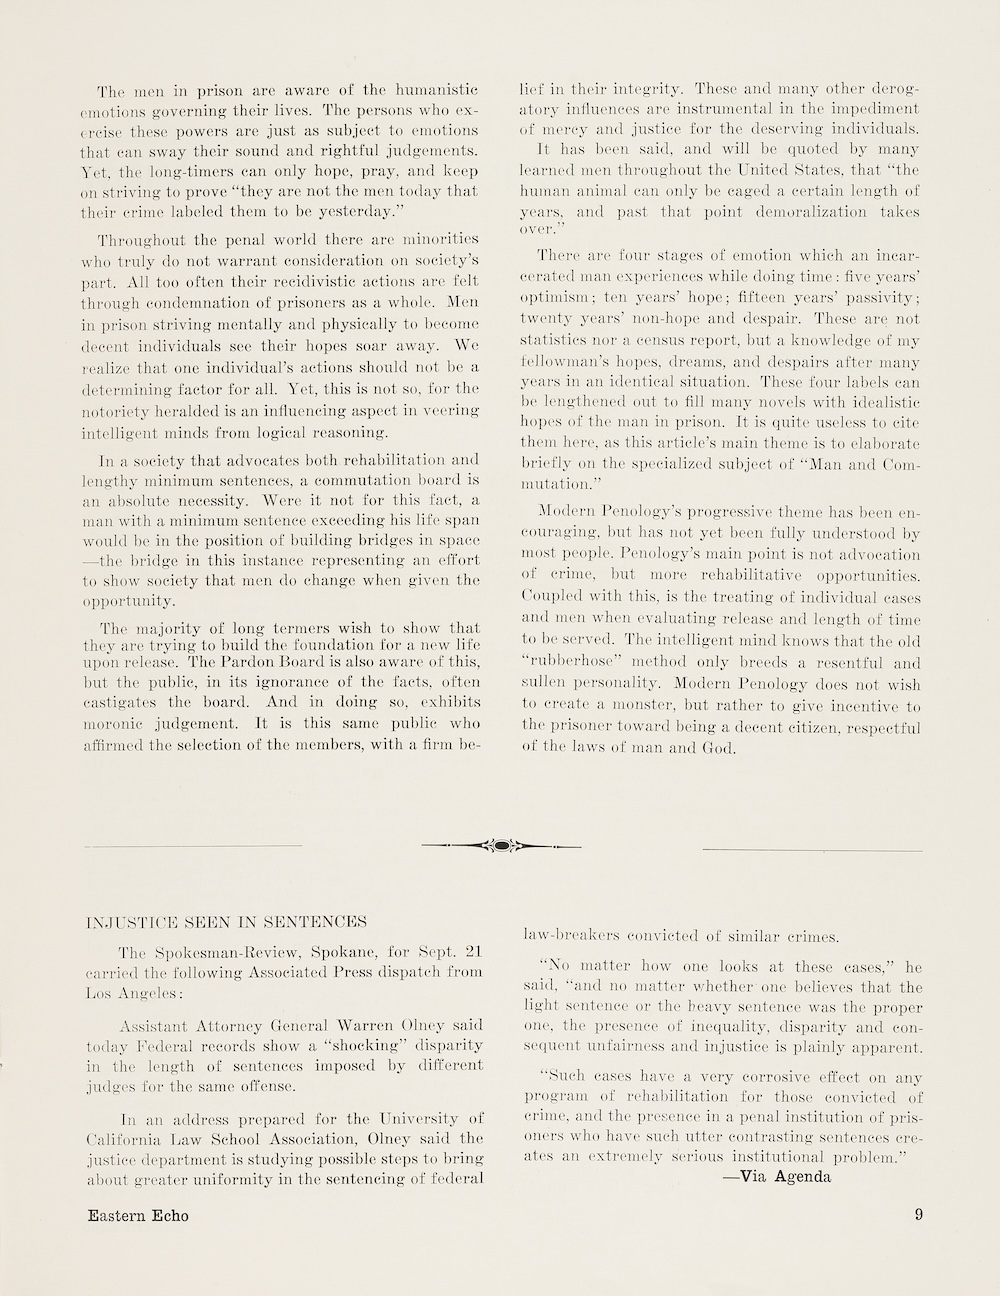 The men in prison are aware of the humanistic
emotions governing their lives. The persons who ex-
ercise these powers are just as subject to emotions
that can sway their sound and rightful judgements.
Yet, the long-timers can only hope, pray, and keep
on striving to prove “they are not the men today that
their crime labeled them to be yesterday.”
Throughout the penal world there are minorities
who truly do not warrant consideration on society’s
part. All too often their recidivistic actions are felt
through condemnation of prisoners as a whole. Men
in prison striving mentally and physically to become
decent individuals see their hopes soar away. We
realize that one individual’s actions should not be a
determining factor for all. Yet, this is not so, for the
notoriety heralded is an influencing aspect in veering
intelligent minds from logical reasoning.
In a society that advocates both rehabilitation and
lengthy minimum sentences, a commutation board is
an absolute necessity. Were it not for this fact, a
man with a minimum sentence exceeding his life span
would be in the position of building bridges in space
—the bridge in this instance representing an effort
to show society that men do change when given the
opportunity.
The majority of long termers wish to show that
they are trying to build the foundation for a new life
upon release. The Pardon Board is also aware of this,
but the public, in its ignorance of the facts, often
castigates the board. And in doing so, exhibits
moronic judgement. It is this same public who
affirmed the selection of the members, with a firm be-
lief in their integrity. These and many other derog-
atory influences are instrumental in the impediment
of mercy and justice for the deserving individuals.
It has been said, and will be quoted by many
learned men throughout the United States, that “the
human animal can only be caged a certain length of
years, and past that point demoralization takes
over.”
There are four stages of emotion which an incar-
cerated man experiences while doing time: five years’
optimism; ten years’ hope; fifteen years’ passivity;
twenty years’ non-hope and despair. These are not
statistics nor a census report, but a knowledge of my
fellowman’s hopes, dreams, and despairs after many
years in an identical situation. These four labels can
be lengthened out to fill many novels with idealistic
hopes of the man in prison. It is quite useless to cite
them here, as this article’s main theme is to elaborate
briefly on the specialized subject of “Man and Com-
mutation.”
Modern Penology’s progressive theme has been en-
couraging, but has not yet been fully understood by
most people. Penology’s main point is not advocation
of crime, but more rehabilitative opportunities.
Coupled with this, is the treating of individual cases
and men when evaluating release and length of time
to be served. The intelligent mind knows that the old
“rubberhose” method only breeds a resentful and
sullen personality. Modern Penology does not wish
to create a monster, but rather to give incentive to
the prisoner toward being a decent citizen, respectful
of the laws of man and God.
INJUSTICE SEEN IN SENTENCES
The Spokesman-Review, Spokane, for Sept. 21
carried the following Associated Press dispatch from
Los Angeles:
Assistant Attorney General Warren Olney said
today Federal records show a “shocking” disparity
in the length of sentences imposed by different
judges for the same offense.
In an address prepared for the University of
California Law School Association, Olney said the
justice department is studying possible steps to bring
about greater uniformity in the sentencing of federal
law-breakers convicted of similar crimes.
“No matter how one looks at these cases,” he
said, “and no matter whether one believes that the
light sentence or the heavy sentence was the proper
one, the presence of inequality, disparity and con-
sequent unfairness and injustice is plainly apparent.
“Such cases have a very corrosive effect on any
program of rehabilitation for those convicted of
crime, and the presence in a penal institution of pris-
oners who have such utter contrasting sentences cre-
ates an extremely serious institutional problem.”
—Via Agenda
Eastern Echo
9